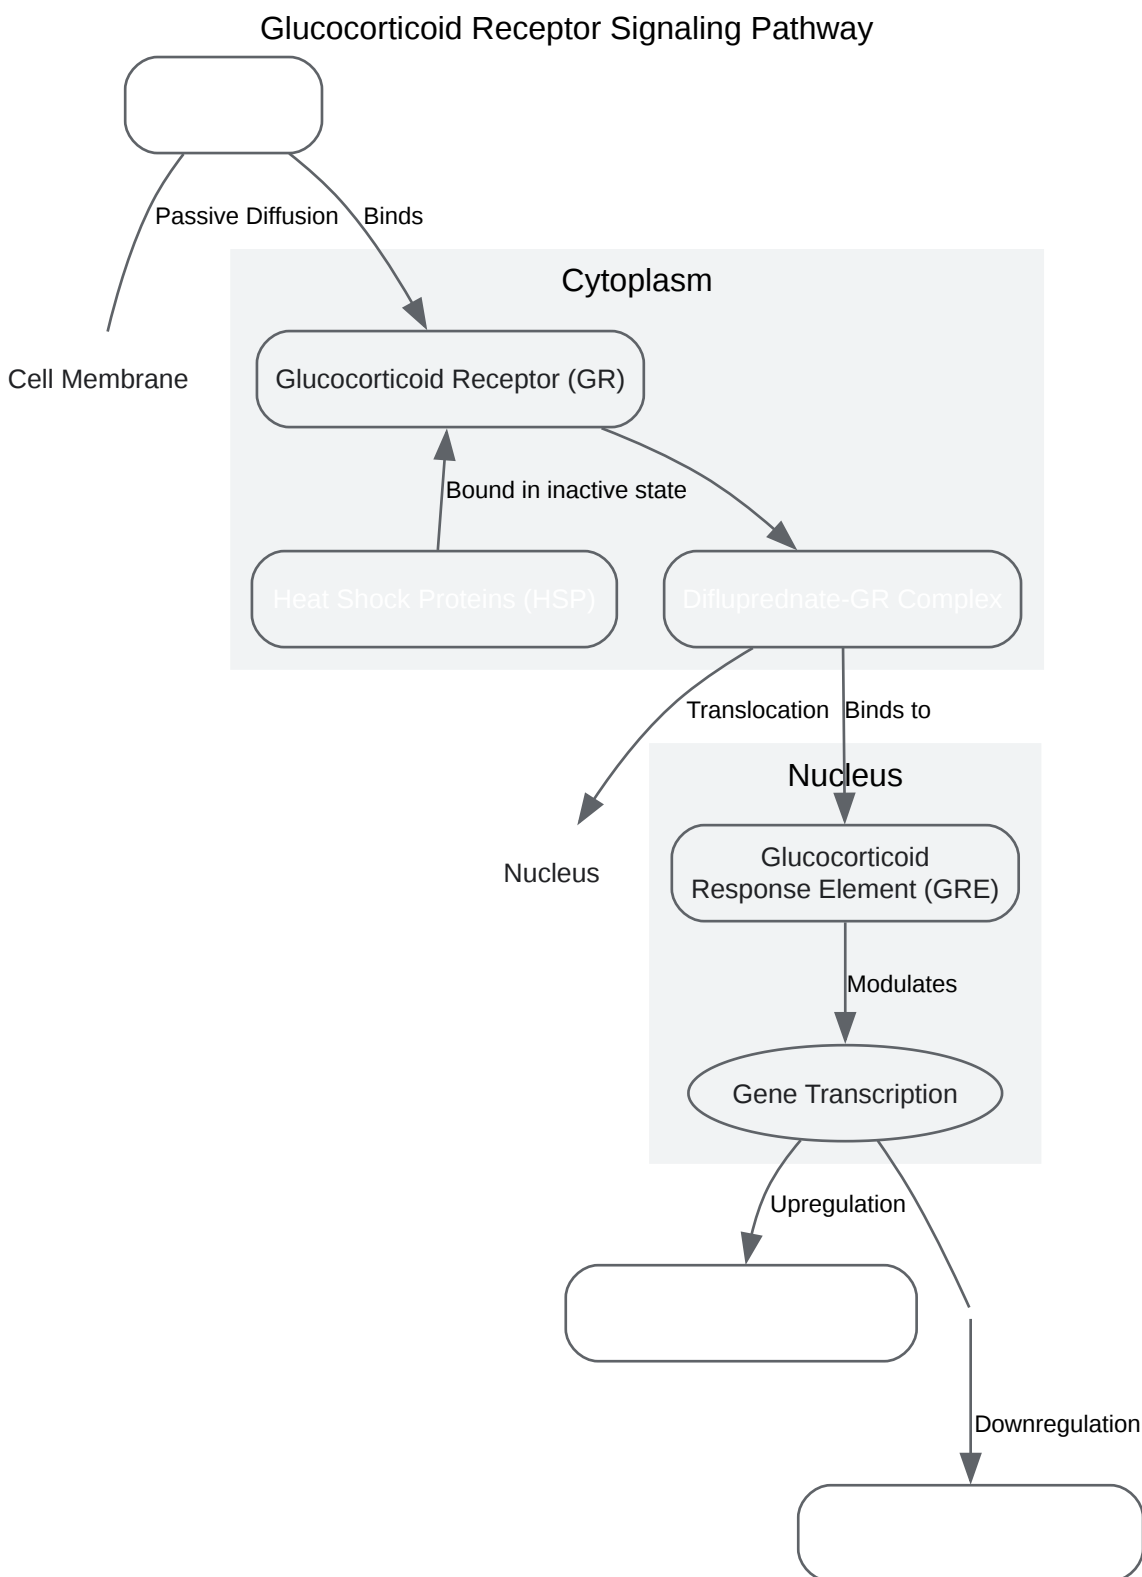 Glucocorticoid Receptor Signaling Pathway
Passive Diffusion
Binds
Cytoplasm
Cell Membrane
Glucocorticoid Receptor (GR)
Bound in inactive state
Heat Shock Proteins (HSP)
Difluprednate-GR Complex
Translocation
Binds to
Nucleus
Nucleus
Glucocorticoid
Response Element (GRE)
Modulates
Gene Transcription
Upregulation
Downregulation